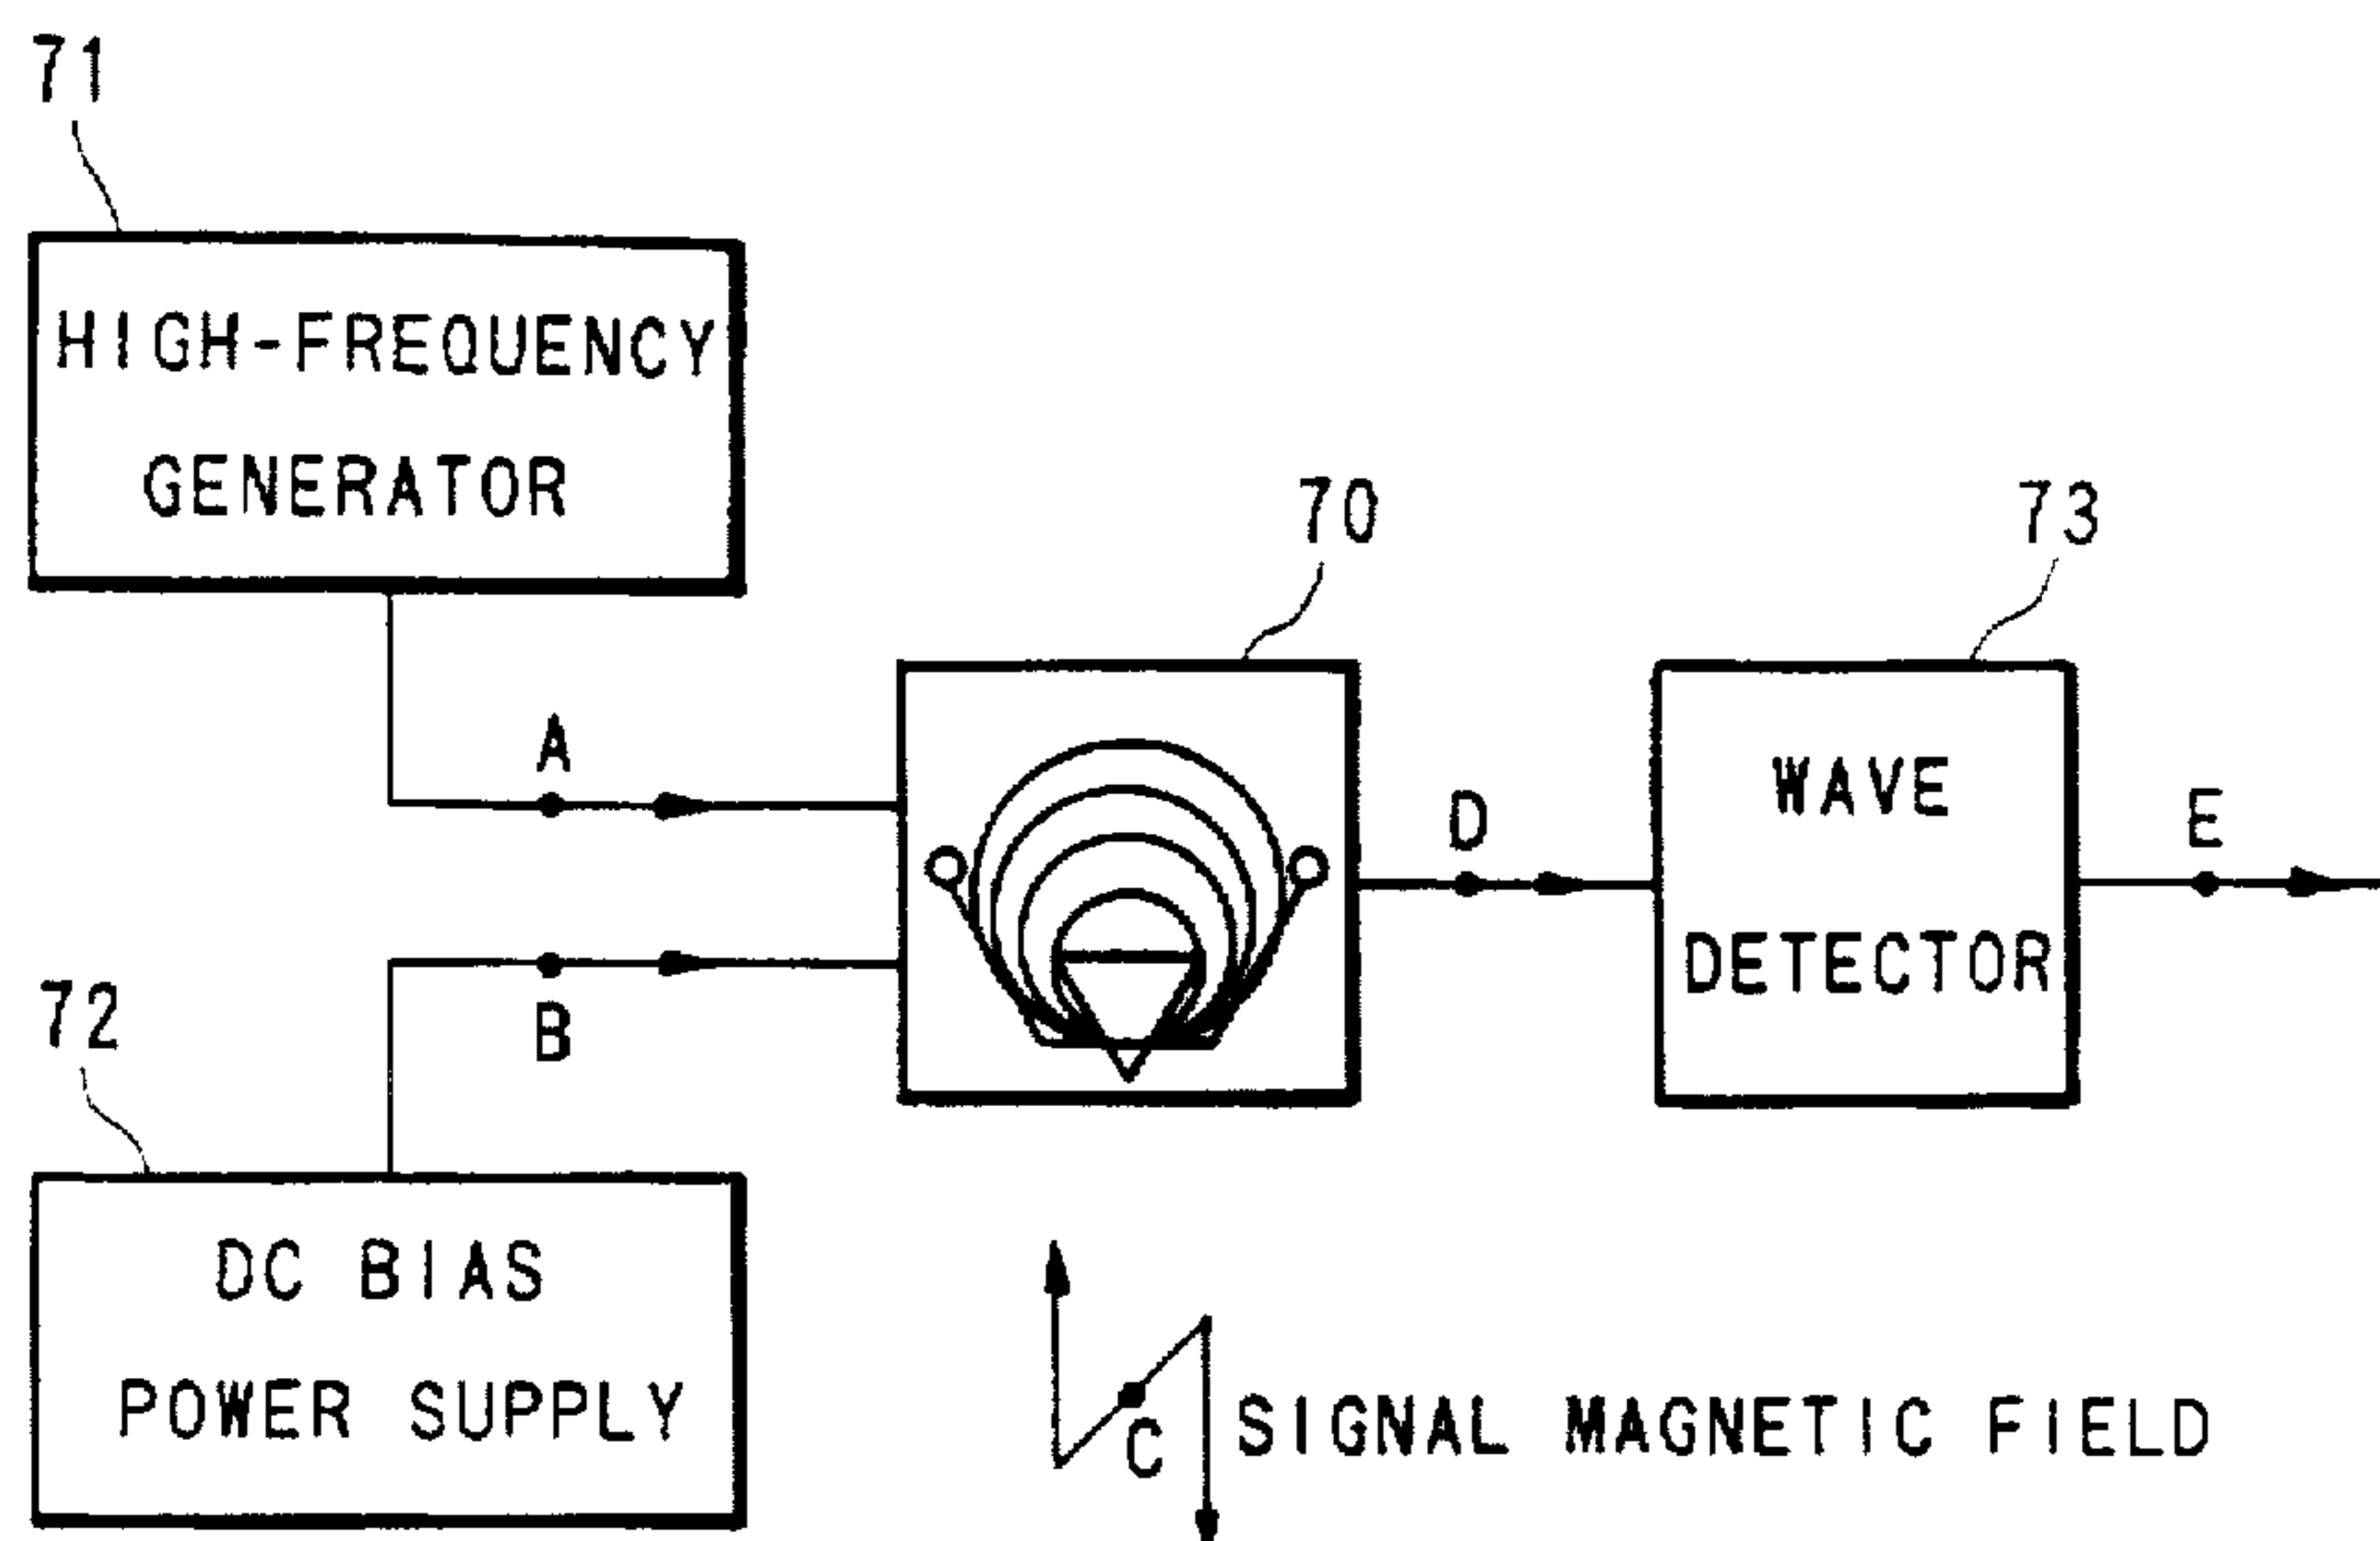 71
HIGH-FREQUENCY
GENERATOR
70
73
A
D
WAVE
E
DETECTOR
72
B
DC BIAS
POWER SUPPLY
C
SIGNAL MAGNETIC FIELD